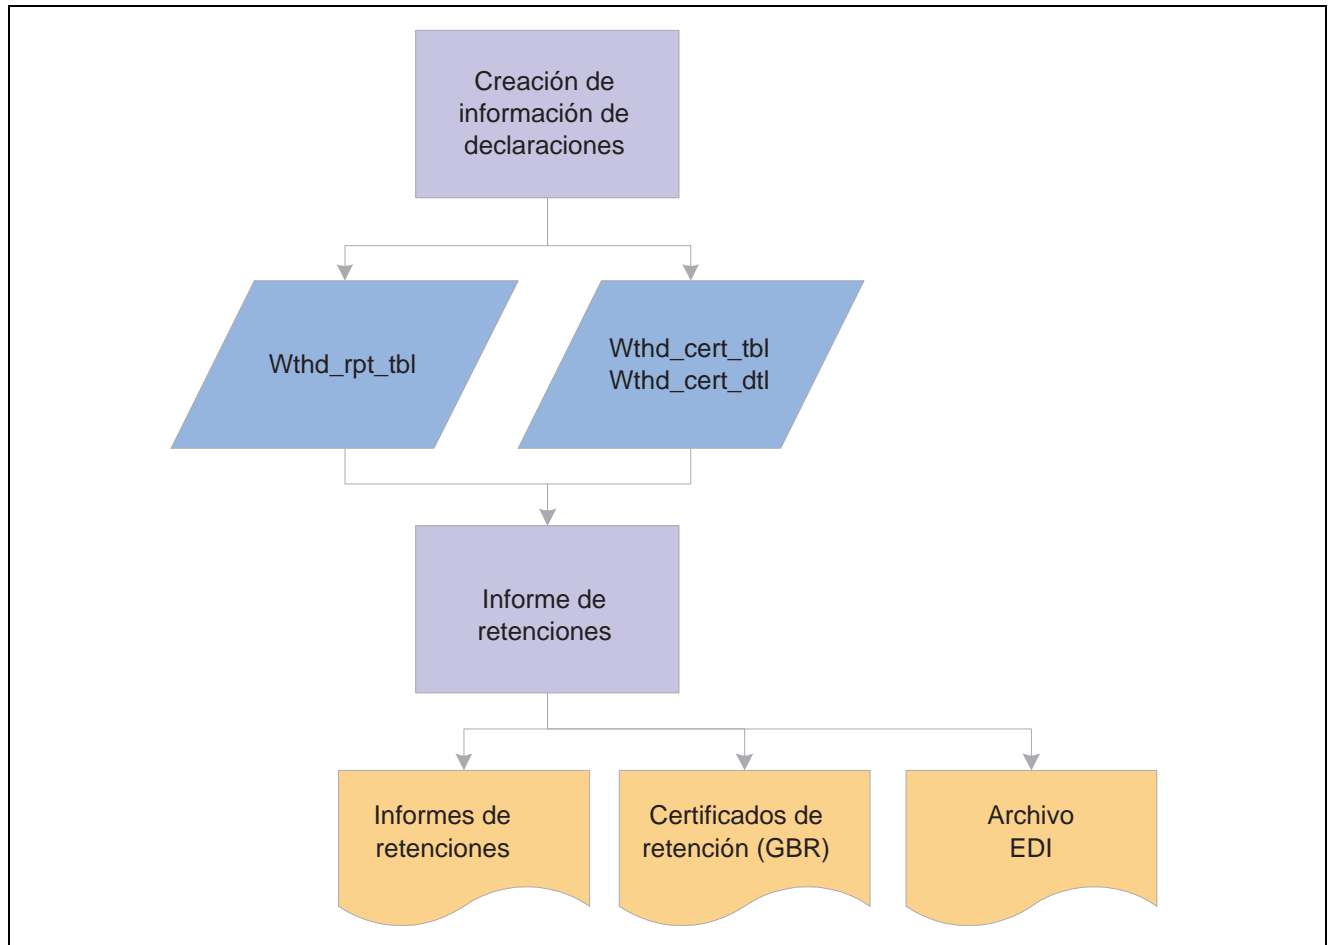 Creación de
información de
declaraciones
Wthd_rpt_tbl
Wthd_cert_tbl
Wthd_cert_dtl
Informe de
retenciones
Informes de
retenciones
Certificados de
retención (GBR)
Archivo
EDI